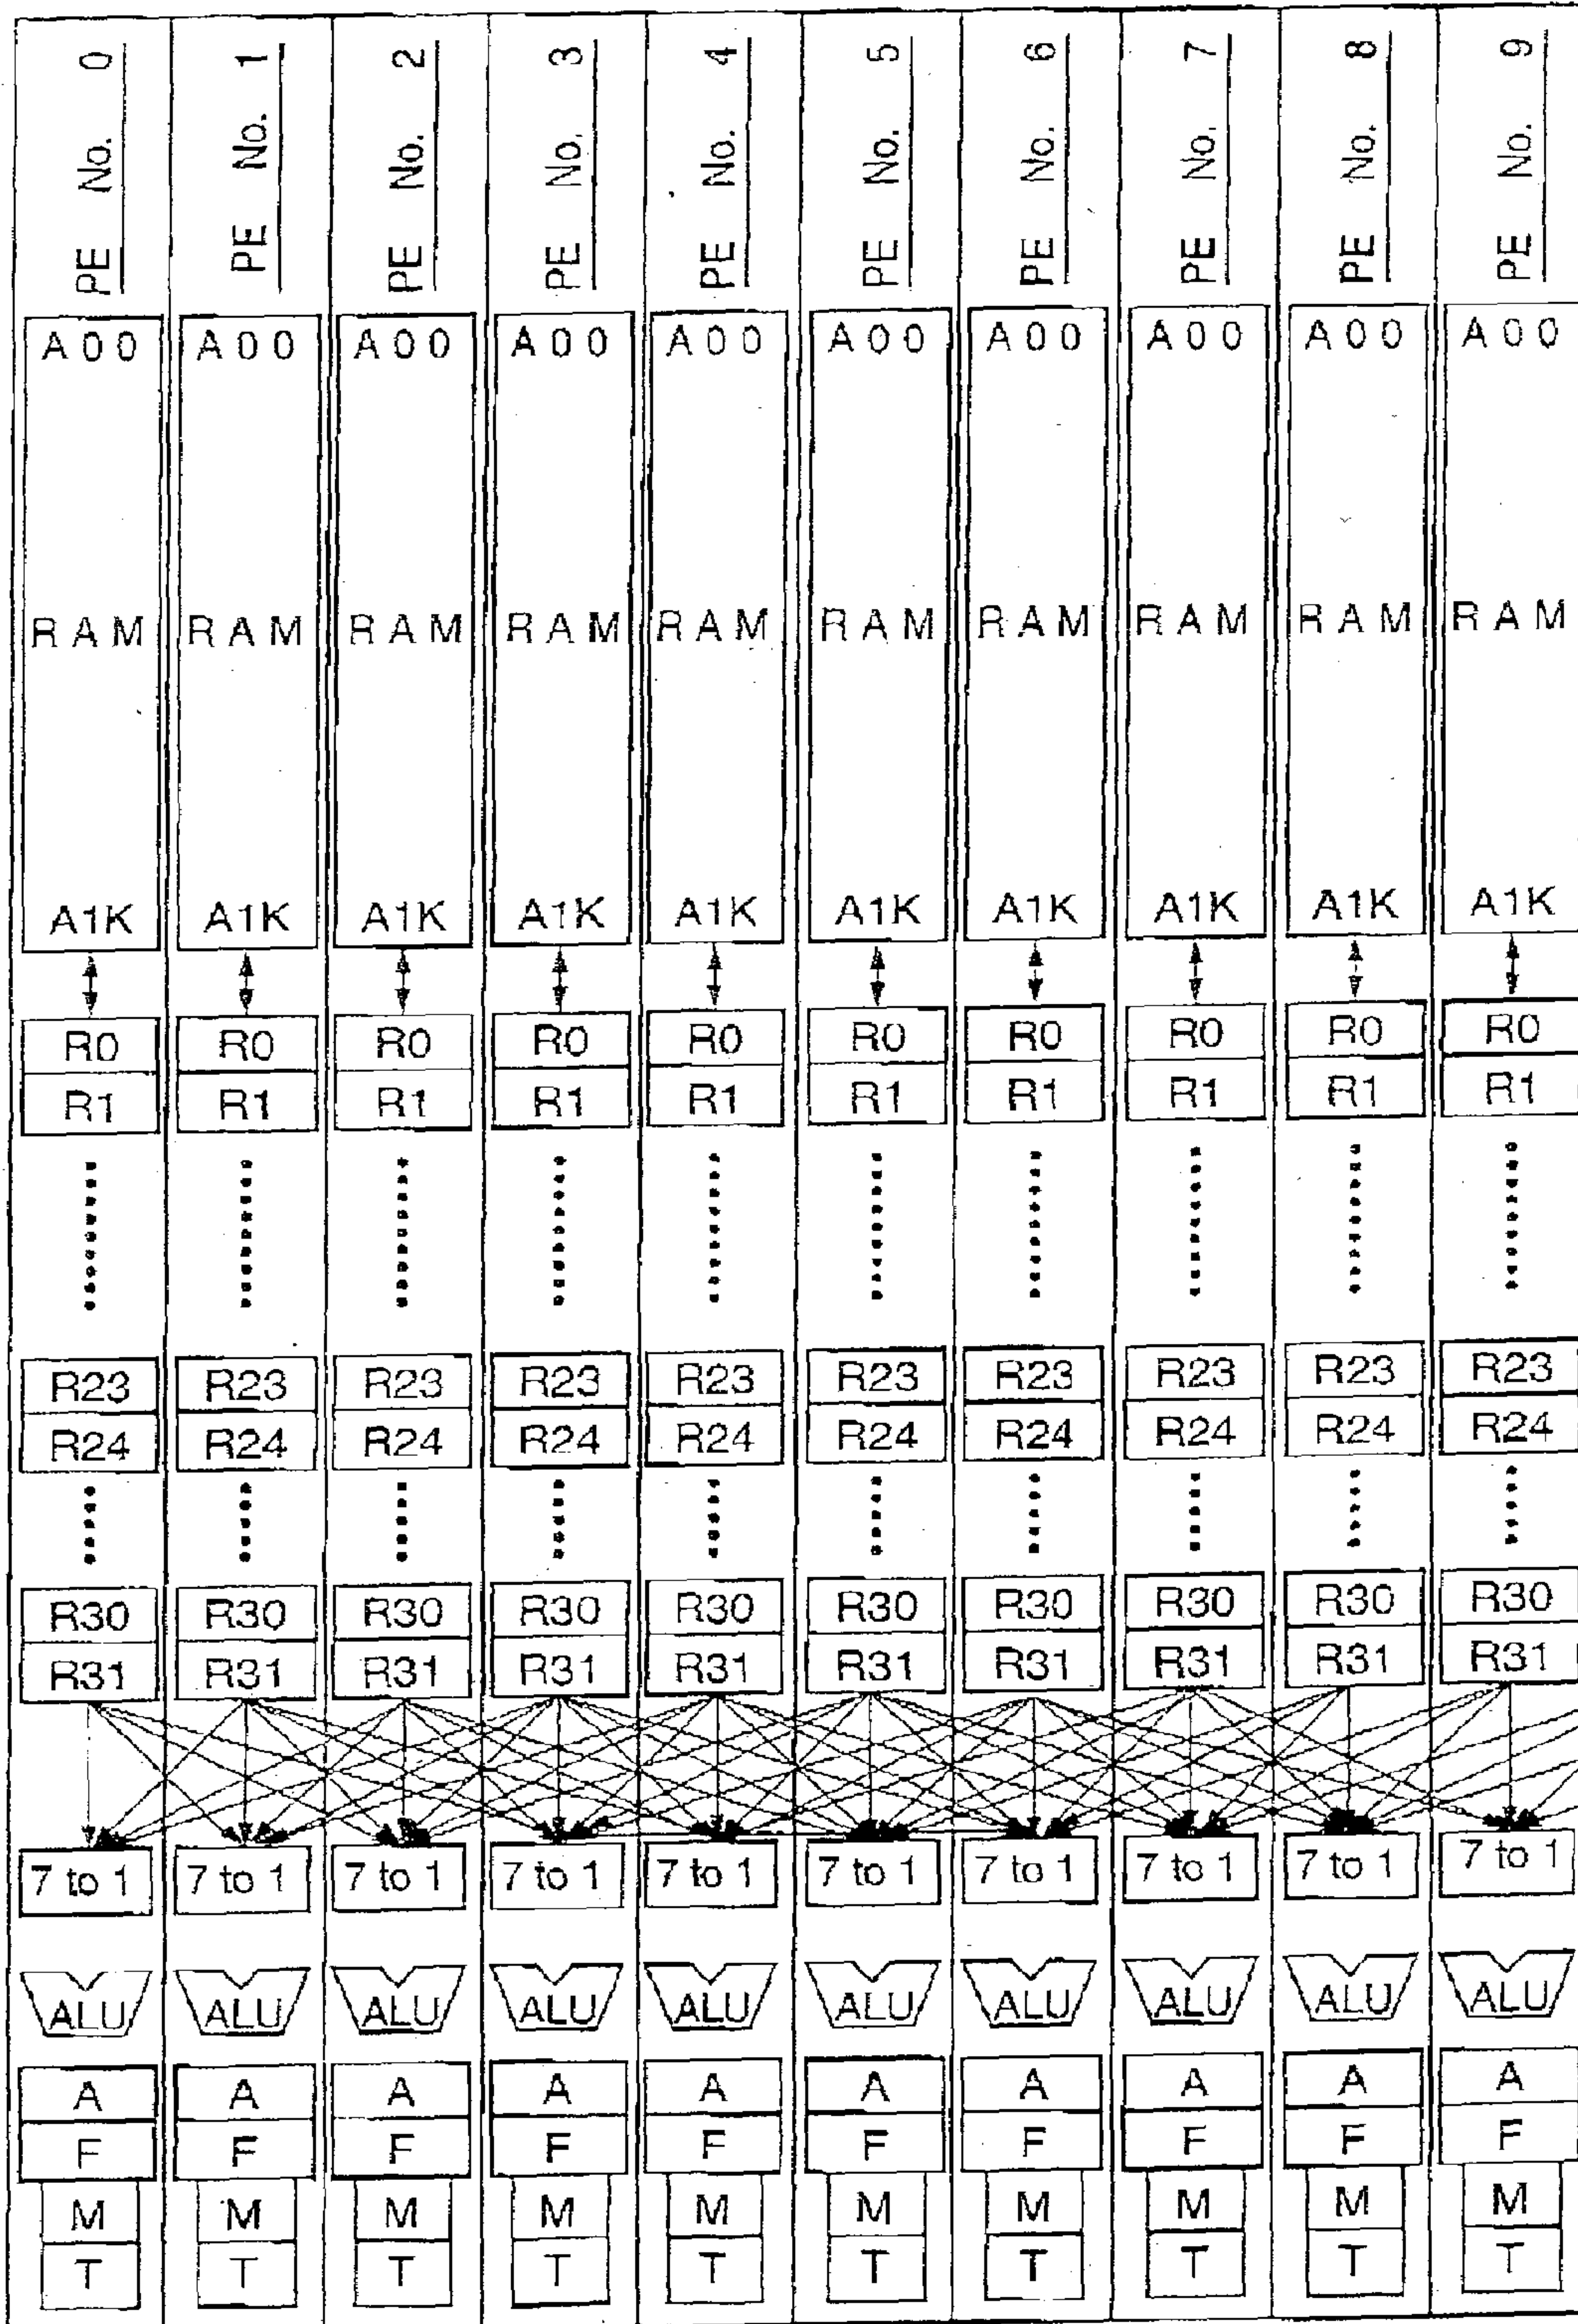 PE No. 0 PE No. 1 PE No. 2 PE No. 3 PE No. 4 PE No. 5 PE No. 6 PE No. 7 PE No. 8 PE No. 9
A00 A00 A00 A00 A00 A00 A00 A00 A00 A00
RAM RAM RAM RAM RAM RAM RAM RAM RAM RAM
A1K A1K A1K A1K A1K A1K A1K A1K A1K A1K
R0 R0 R0 R0 R0 R0 R0 R0 R0 R0
R1 R1 R1 R1 R1 R1 R1 R1 R1 R1
R23 R23 R23 R23 R23 R23 R23 R23 R23 R23
R24 R24 R24 R24 R24 R24 R24 R24 R24 R24
R30 R30 R30 R30 R30 R30 R30 R30 R30 R30
R31 R31 R31 R31 R31 R31 R31 R31 R31 R31
7 to 1 7 to 1 7 to 1 7 to 1 7 to 1 7 to 1 7 to 1 7 to 1 7 to 1 7 to 1
ALU ALU ALU ALU ALU ALU ALU ALU ALU ALU
A A A A A A A A A A
F F F F F F F F F F
M M M M M M M M M M
T T T T T T T T T T